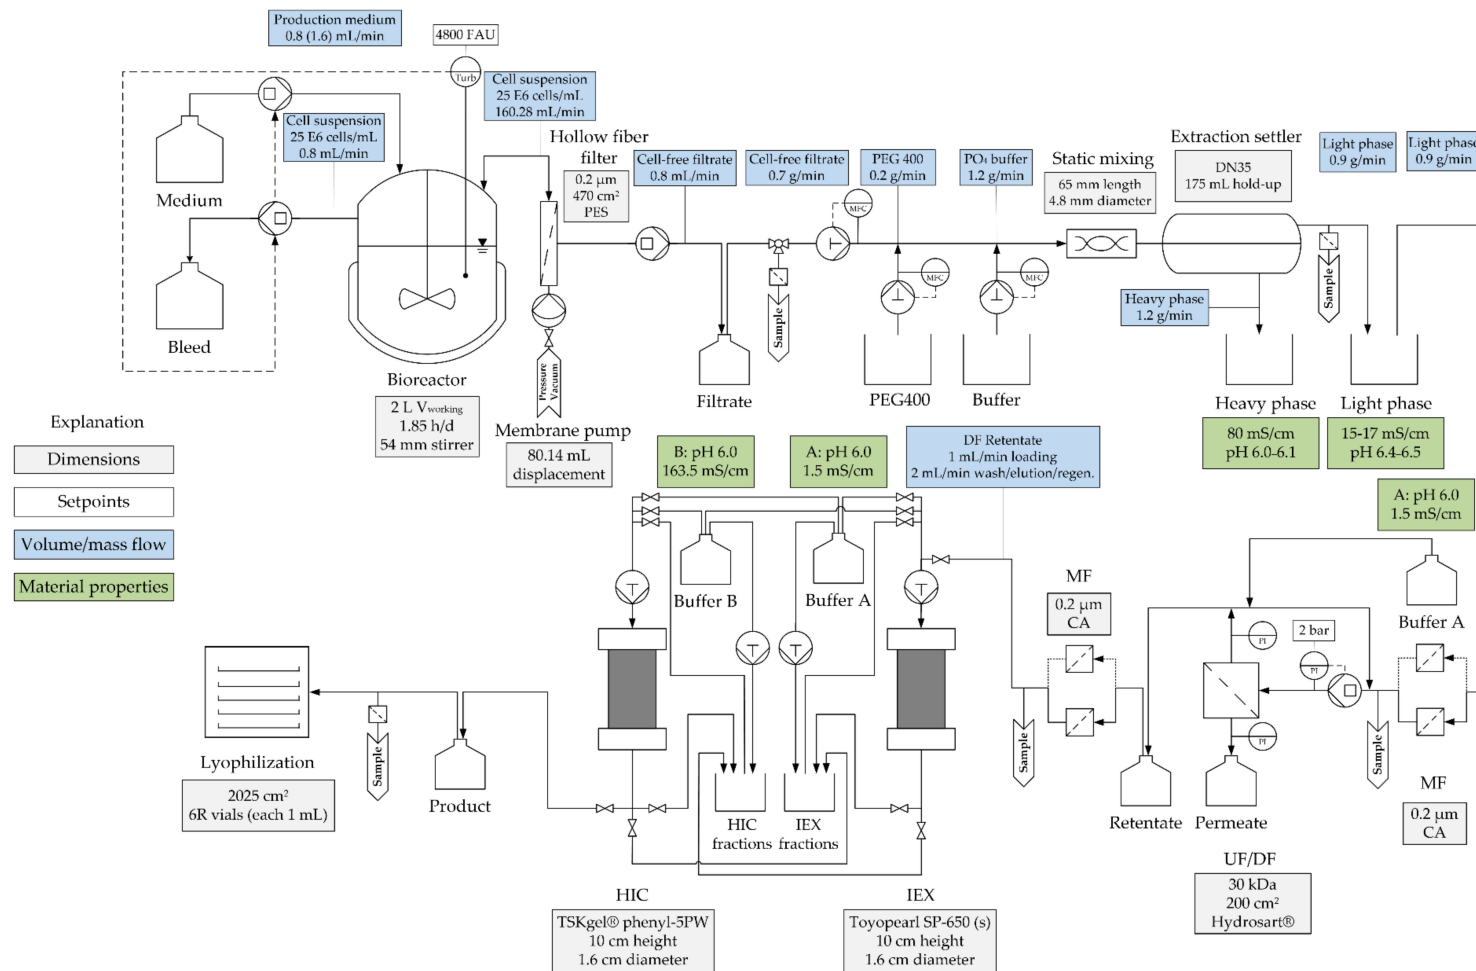 Production medium
0.8 (1.6) mL/min
4800 FAU
Turb
Cell suspension
25 E6 cells/mL
160.28 mL/min
Cell suspension
25 E6 cells/mL
0.8 mL/min
Medium
Bleed
Bioreactor
2 L Vworking
1.85 h/d
54 mm stirrer
Hollow fiber
filter
0.2 µm
470 cm²
PES
Pressure
Vacuum
Membrane pump
80.14 mL
displacement
Cell-free filtrate
0.8 mL/min
Filtrate
Cell-free filtrate
0.7 g/min
Sample
MFC
PEG 400
0.2 g/min
MFC
PEG400
PO₄ buffer
1.2 g/min
MFC
Buffer
Static mixing
65 mm length
4.8 mm diameter
Extraction settler
DN35
175 mL hold-up
Heavy phase
1.2 g/min
Light phase
0.9 g/min
Light phase
0.9 g/min
Sample
Heavy phase
80 mS/cm
pH 6.0-6.1
Light phase
15-17 mS/cm
pH 6.4-6.5
Explanation
Dimensions
Setpoints
Volume/mass flow
Material properties
B: pH 6.0
163.5 mS/cm
A: pH 6.0
1.5 mS/cm
DF Retentate
1 mL/min loading
2 mL/min wash/elution/regen.
A: pH 6.0
1.5 mS/cm
Buffer B
Buffer A
MF
0.2 µm
CA
2 bar
PI
PI
PI
Buffer A
Sample
Sample
MF
0.2 µm
CA
Retentate
Permeate
UF/DF
30 kDa
200 cm²
Hydrosart®
Lyophilization
2025 cm²
6R vials (each 1 mL)
Sample
Product
HIC
fractions
IEX
fractions
HIC
TSKgel® phenyl-5PW
10 cm height
1.6 cm diameter
IEX
Toyopearl SP-650 (s)
10 cm height
1.6 cm diameter